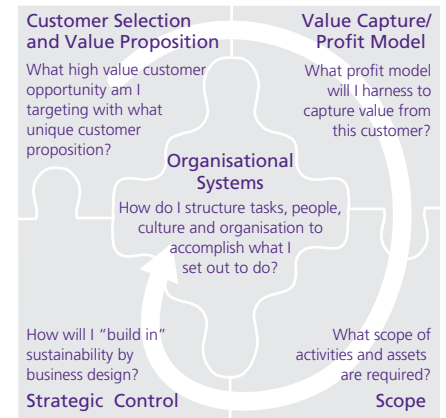 Customer Selection
and Value Proposition
What high value customer
opportunity am I
targeting with what
unique customer
proposition?
Value Capture/
Profit Model
What profit model
will I harness to
capture value from
this customer?
Organisational
Systems
How do I structure tasks, people,
culture and organisation to
accomplish what I
set out to do?
How will I “build in”
sustainability by
business design?
Strategic Control
What scope of
activities and assets
are required?
Scope